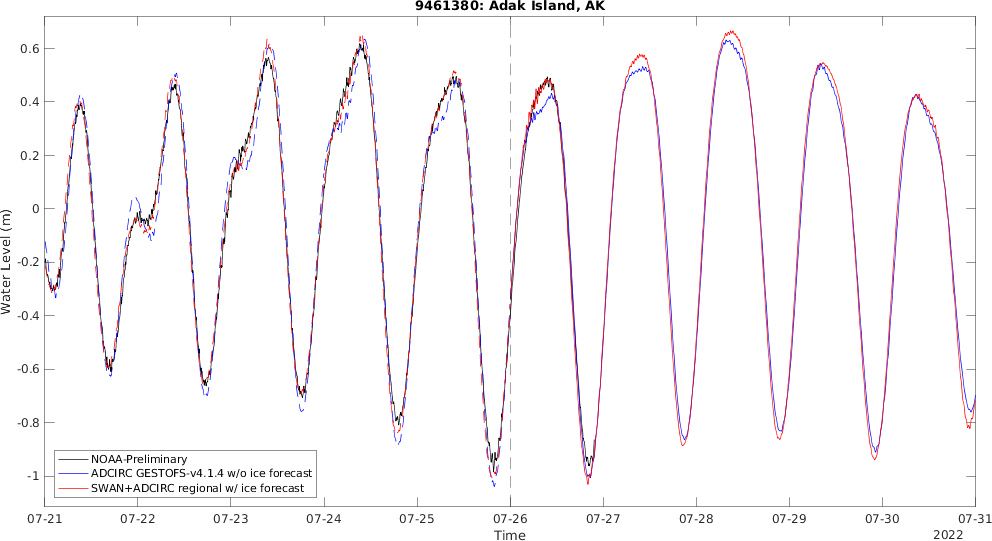 9461380: Adak Island, AK
Water Level (m)
0.6
0.4
0.2
0
-0.2
-0.4
-0.6
-0.8
-1
NOAA-Preliminary
ADCIRC GESTOFS-v4.1.4 w/o ice forecast
SWAN+ADCIRC regional w/ ice forecast
07-21 07-22 07-23 07-24 07-25 07-26 07-27 07-28 07-29 07-30 07-31
Time
2022